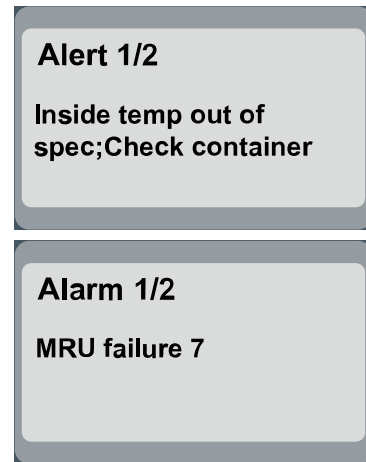 Alert 1/2
Inside temp out of
spec;Check container
Alarm 1/2
MRU failure 7